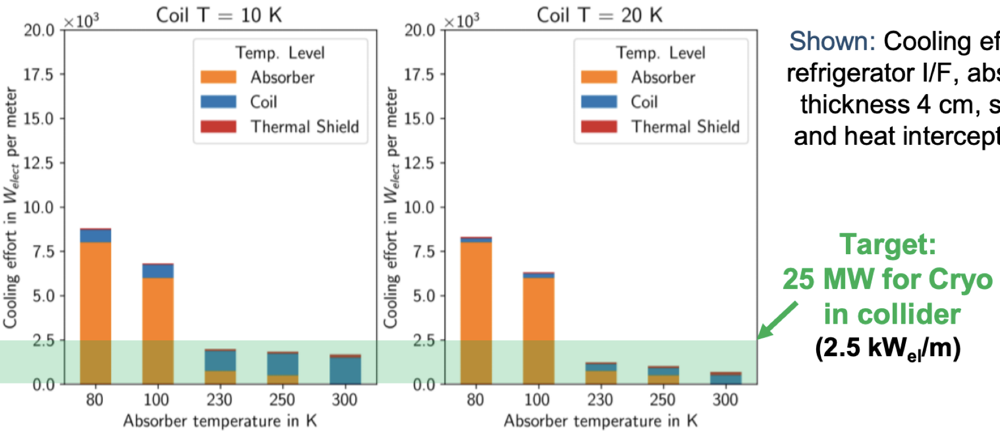 Coil T = 10 K
×10³
20.0
17.5
15.0
12.5
10.0
7.5
5.0
2.5
0.0
Cooling effort in W_elect per meter
Temp. Level
Absorber
Coil
Thermal Shield
80 100 230 250 300
Absorber temperature in K
Coil T = 20 K
×10³
20.0
17.5
15.0
12.5
10.0
7.5
5.0
2.5
0.0
Cooling effort in W_elect per meter
Temp. Level
Absorber
Coil
Thermal Shield
80 100 230 250 300
Absorber temperature in K
Shown: Cooling
refrigerator I/F,
thickness 4 cm,
and heat intercept
Target:
25 MW for Cryo
in collider
(2.5 kW_el/m)